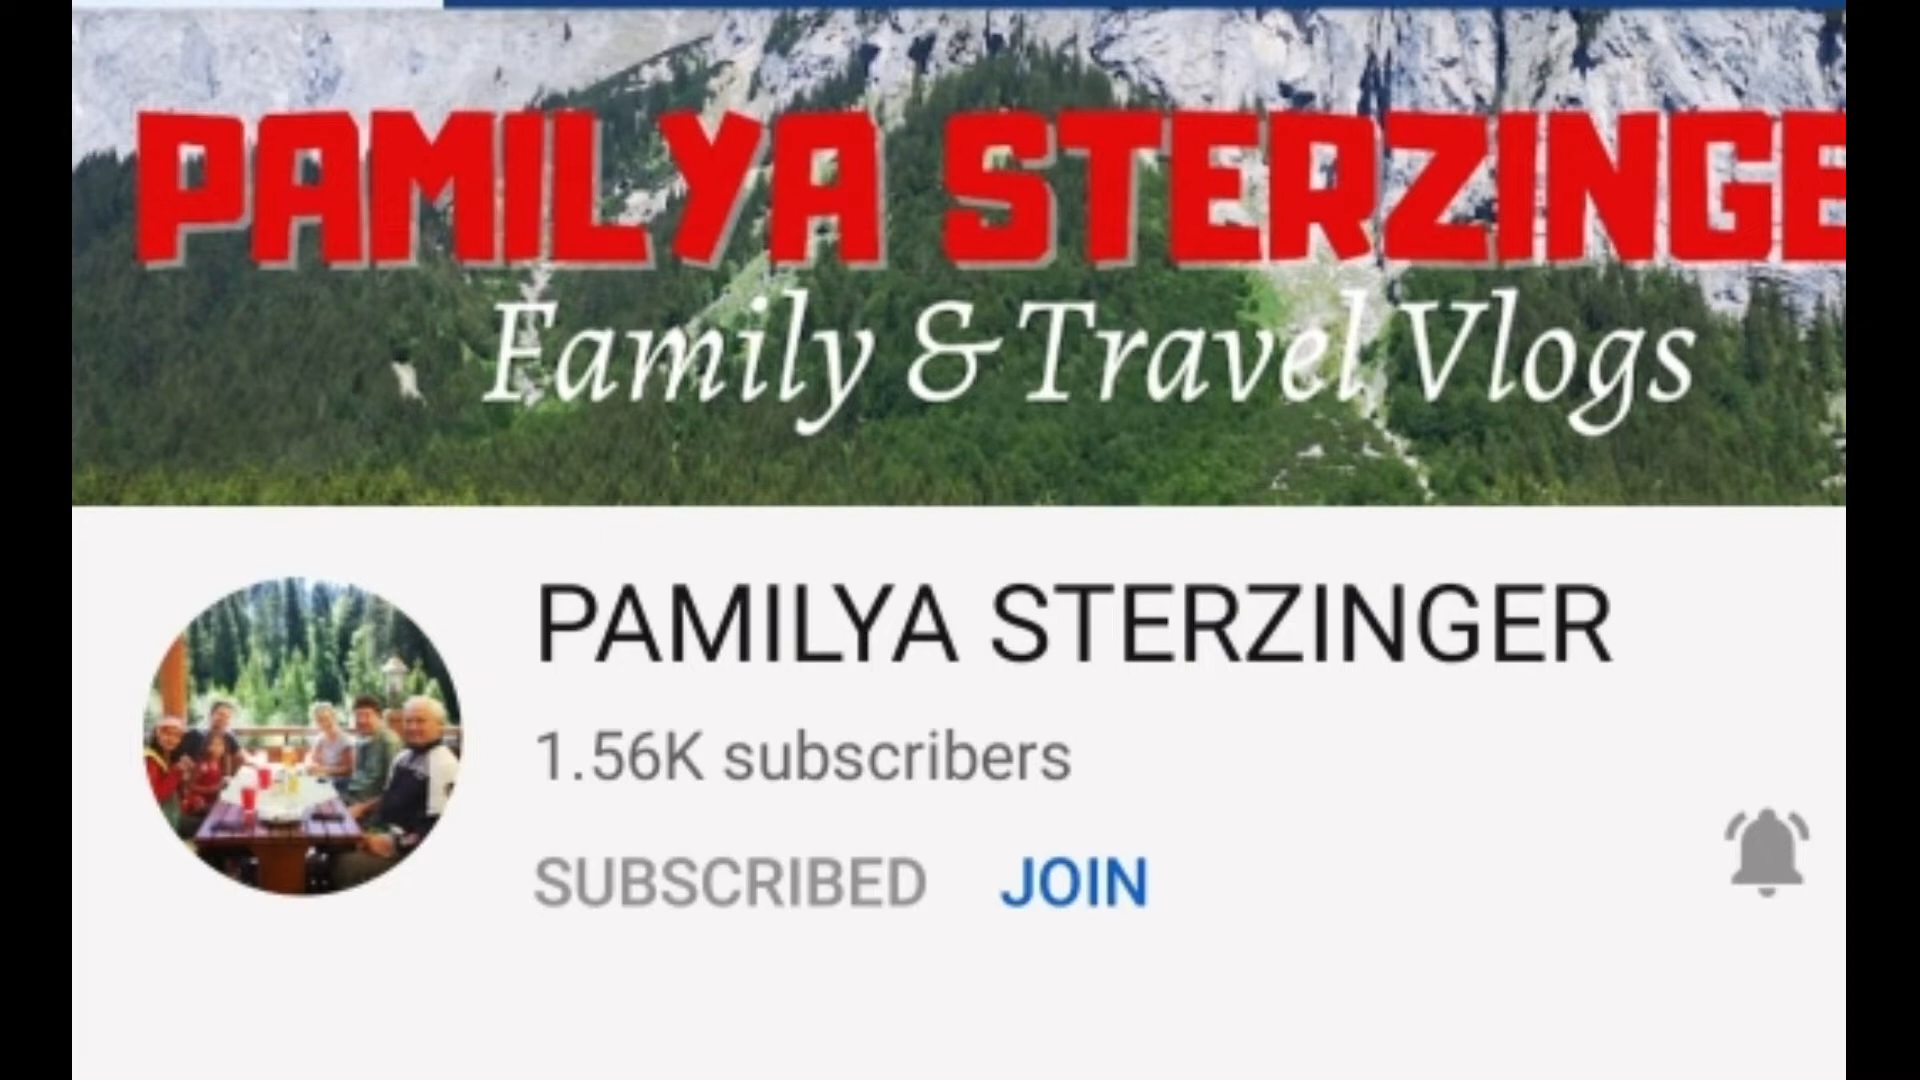 PAMILYA STERZINGE
Family & Travel Vlogs
PAMILYA STERZINGER
1.56K subscribers
SUBSCRIBED JOIN